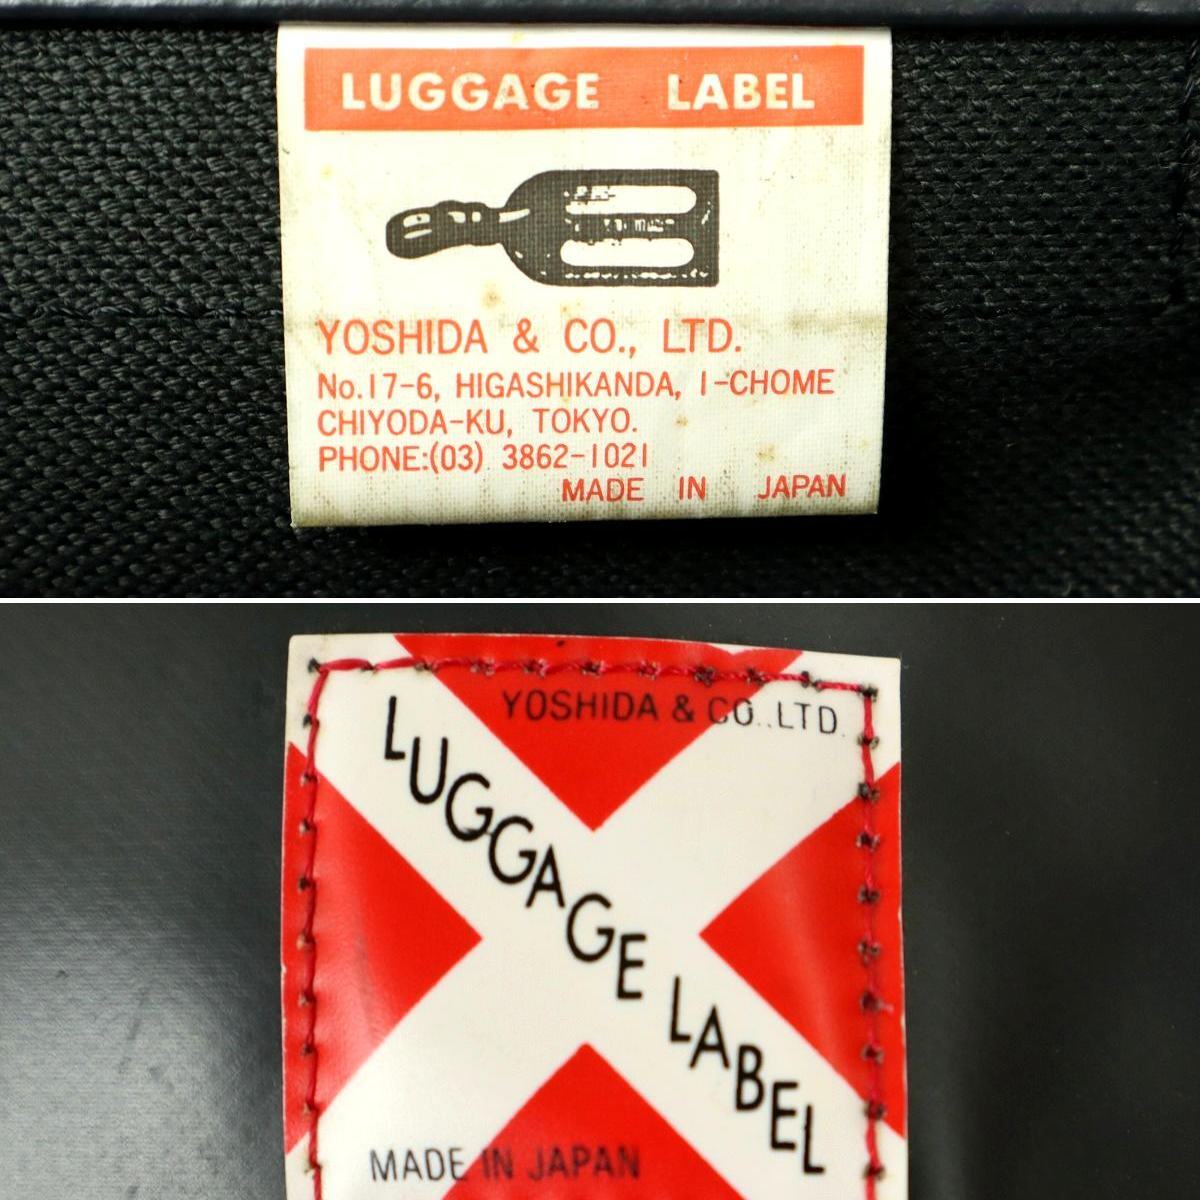 LUGGAGE LABEL
YOSHIDA & CO., LTD.
No.17-6, HIGASHIKANDA, 1-CHOME
CHIYODA-KU, TOKYO.
PHONE:(03) 3862-1021
MADE IN JAPAN
YOSHIDA & CO.,LTD.
LUGGAGE LABEL
MADE IN JAPAN